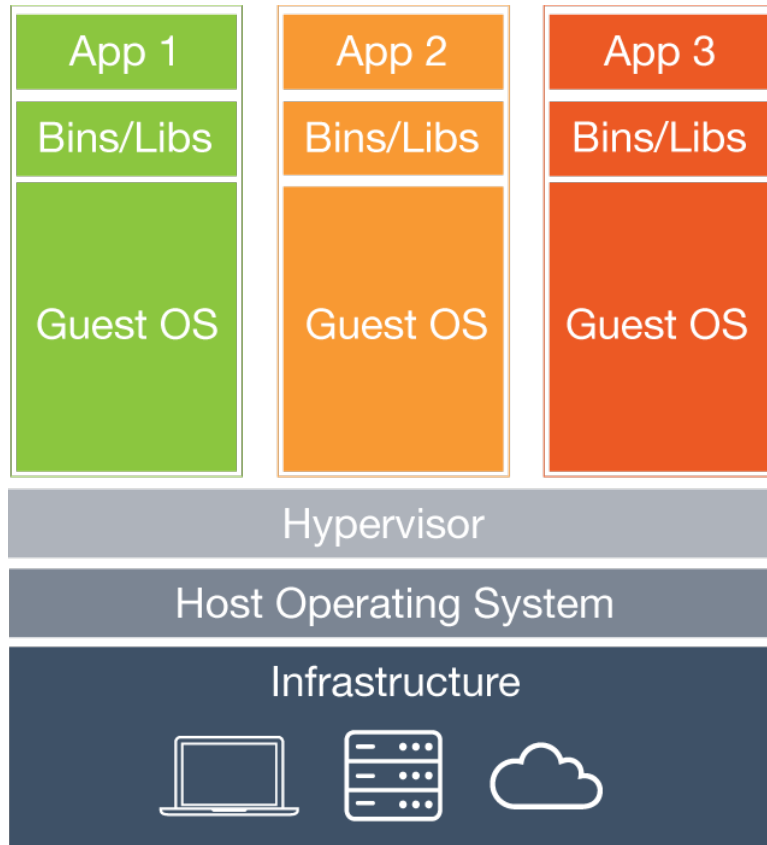 App 1
App 2
App 3
Bins/Libs
Bins/Libs
Bins/Libs
Guest OS
Guest OS
Guest OS
Hypervisor
Host Operating System
Infrastructure